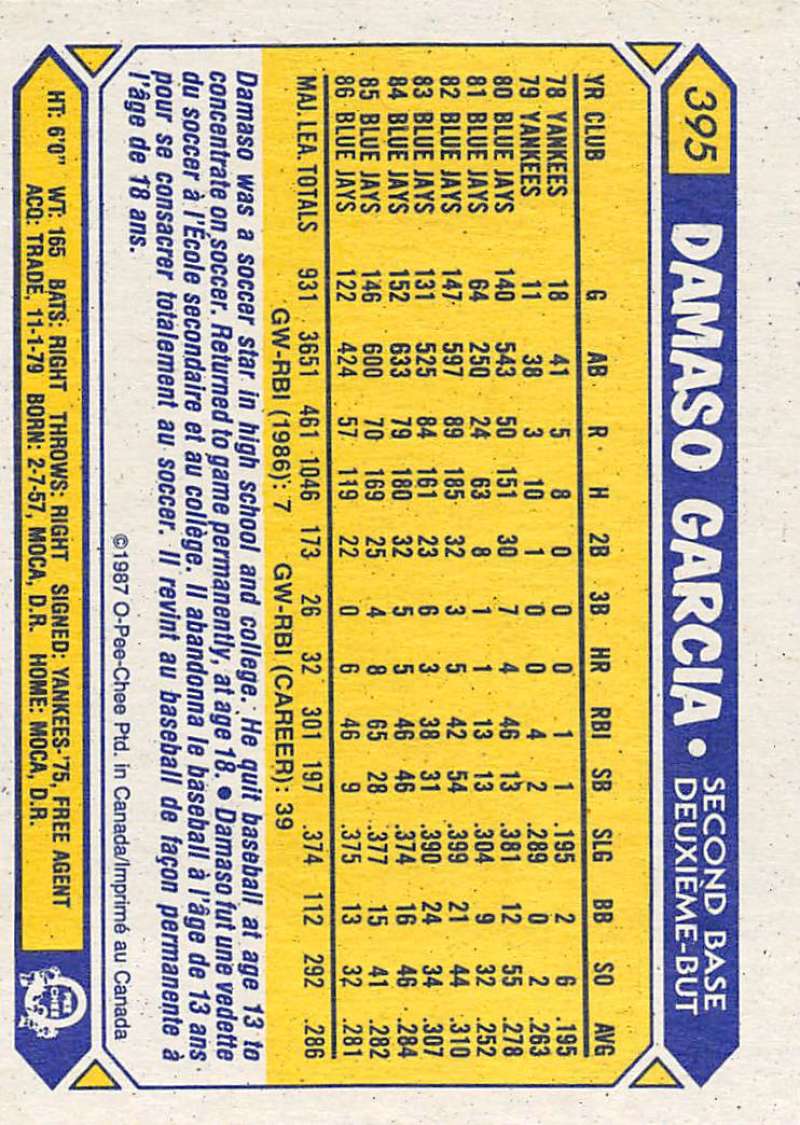 395 DAMASO GARCIA • SECOND BASE
DEUXIÈME-BUT
YR CLUB G AB R H 2B 3B HR RBI SB SLG BB SO AVG
78 YANKEES 18 41 5 8 0 0 0 1 1 .195 2 6 .195
79 YANKEES 11 38 3 10 1 0 0 4 2 .289 0 2 .263
80 BLUE JAYS 140 543 50 151 30 7 4 46 13 .381 12 55 .278
81 BLUE JAYS 64 250 24 63 8 1 1 13 13 .304 9 32 .252
82 BLUE JAYS 147 597 89 185 32 3 5 42 54 .399 21 44 .310
83 BLUE JAYS 131 525 84 161 23 6 3 38 31 .390 24 34 .307
84 BLUE JAYS 152 633 79 180 32 5 5 46 46 .374 16 46 .284
85 BLUE JAYS 146 600 70 169 25 4 8 65 28 .377 15 41 .282
86 BLUE JAYS 122 424 57 119 22 0 6 46 9 .375 13 32 .281
MAJ. LEA. TOTALS 931 3651 461 1046 173 26 32 301 197 .374 112 292 .286
GW-RBI (1986): 7 GW-RBI (CAREER): 39
Damaso was a soccer star in high school and college. He quit baseball at age 13 to
concentrate on soccer. Returned to game permanently, at age 18. • Damaso fut une vedette
du soccer à l'École secondaire et au collège. Il abandonna le baseball à l'âge de 13 ans
pour se consacrer totalement au soccer. Il revint au baseball de façon permanente à
l'âge de 18 ans.
©1987 O-Pee-Chee Ptd. in Canada/Imprimé au Canada
HT: 6'0" WT: 165 BATS: RIGHT THROWS: RIGHT SIGNED: YANKEES-'75, FREE AGENT
ACQ: TRADE, 11-1-79 BORN: 2-7-57, MOCA, D.R. HOME: MOCA, D.R.
O
PEE
CHEE